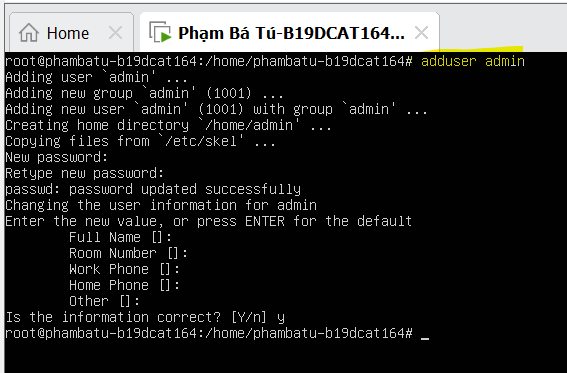 Home
Phạm Bá Tú-B19DCAT164...
root@phambatu-b19dcat164:/home/phambatu-b19dcat164# adduser admin
Adding user `admin' ...
Adding new group `admin' (1001) ...
Adding new user `admin' (1001) with group `admin' ...
Creating home directory `/home/admin' ...
Copying files from `/etc/skel' ...
New password:
Retype new password:
passwd: password updated successfully
Changing the user information for admin
Enter the new value, or press ENTER for the default
Full Name []:
Room Number []:
Work Phone []:
Home Phone []:
Other []:
Is the information correct? [Y/n] y
root@phambatu-b19dcat164:/home/phambatu-b19dcat164# _